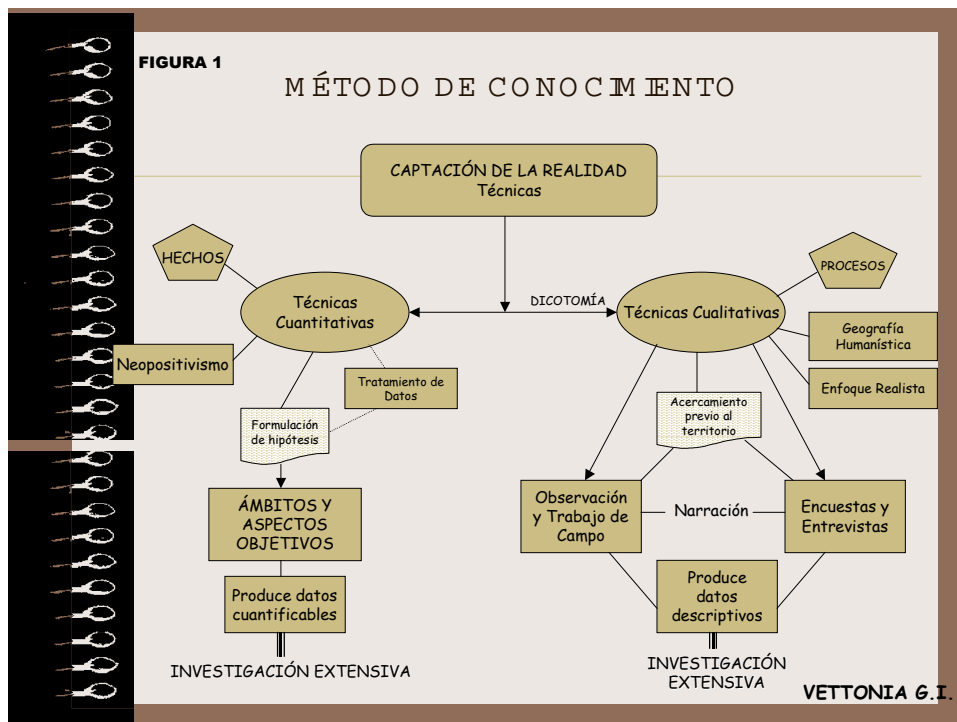 FIGURA 1
MÉTODO DE CONOCIMIENTO
CAPTACIÓN DE LA REALIDAD
Técnicas
HECHOS
PROCESOS
Técnicas
Cuantitativas
DICOTOMÍA
Técnicas Cualitativas
Geografía
Humanística
Neopositivismo
Tratamiento de
Datos
Enfoque Realista
Formulación
de hipótesis
Acercamiento
previo al
territorio
ÁMBITOS Y
ASPECTOS
OBJETIVOS
Observación
y Trabajo de
Campo
Narración
Encuestas y
Entrevistas
Produce datos
cuantificables
Produce
datos
descriptivos
INVESTIGACIÓN EXTENSIVA
INVESTIGACIÓN
EXTENSIVA
VETTONIA G.I.